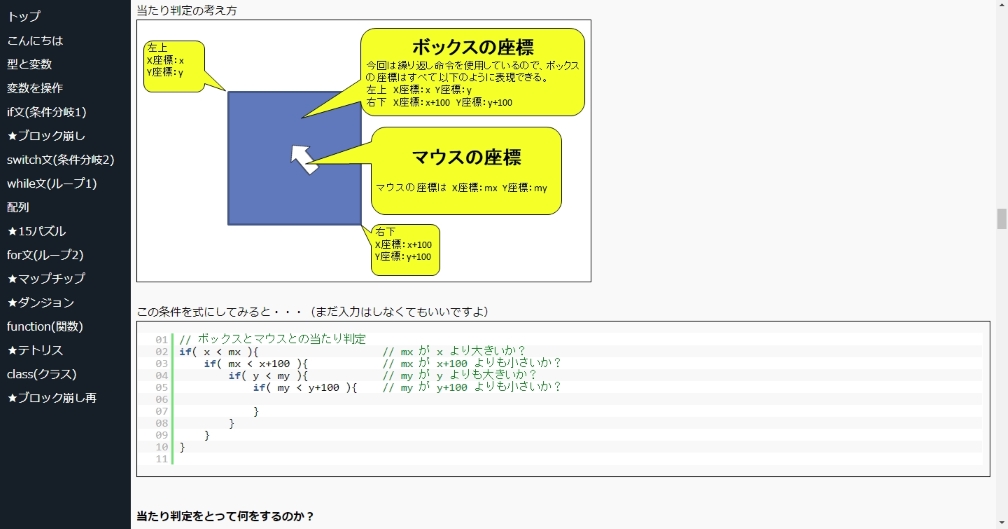 トップ
こんにちは
型と変数
変数を操作
if文(条件分岐1)
★ブロック崩し
switch文(条件分岐2)
while文(ループ1)
配列
★15パズル
for文(ループ2)
★マップチップ
★ダンジョン
function(関数)
★テトリス
class(クラス)
★ブロック崩し再
当たり判定の考え方
左上
X座標:x
Y座標:y
ボックスの座標
今回は繰り返し命令を使用しているので、ボックス
の座標はすべて以下のように表現できる。
左上 X座標:x Y座標:y
右下 X座標:x+100 Y座標:y+100
マウスの座標
マウスの座標は X座標:mx Y座標:my
右下
X座標:x+100
Y座標:y+100
この条件を式にしてみると・・・（まだ入力はしなくてもいいですよ）
01 // ボックスとマウスとの当たり判定
02 if( x < mx ){ // mx が x より大きいか？
03 if( mx < x+100 ){ // mx が x+100 よりも小さいか？
04 if( y < my ){ // my が y よりも大きいか？
05 if( my < y+100 ){ // my が y+100 よりも小さいか？
06
07 }
08 }
09 }
10 }
11
当たり判定をとって何をするのか？